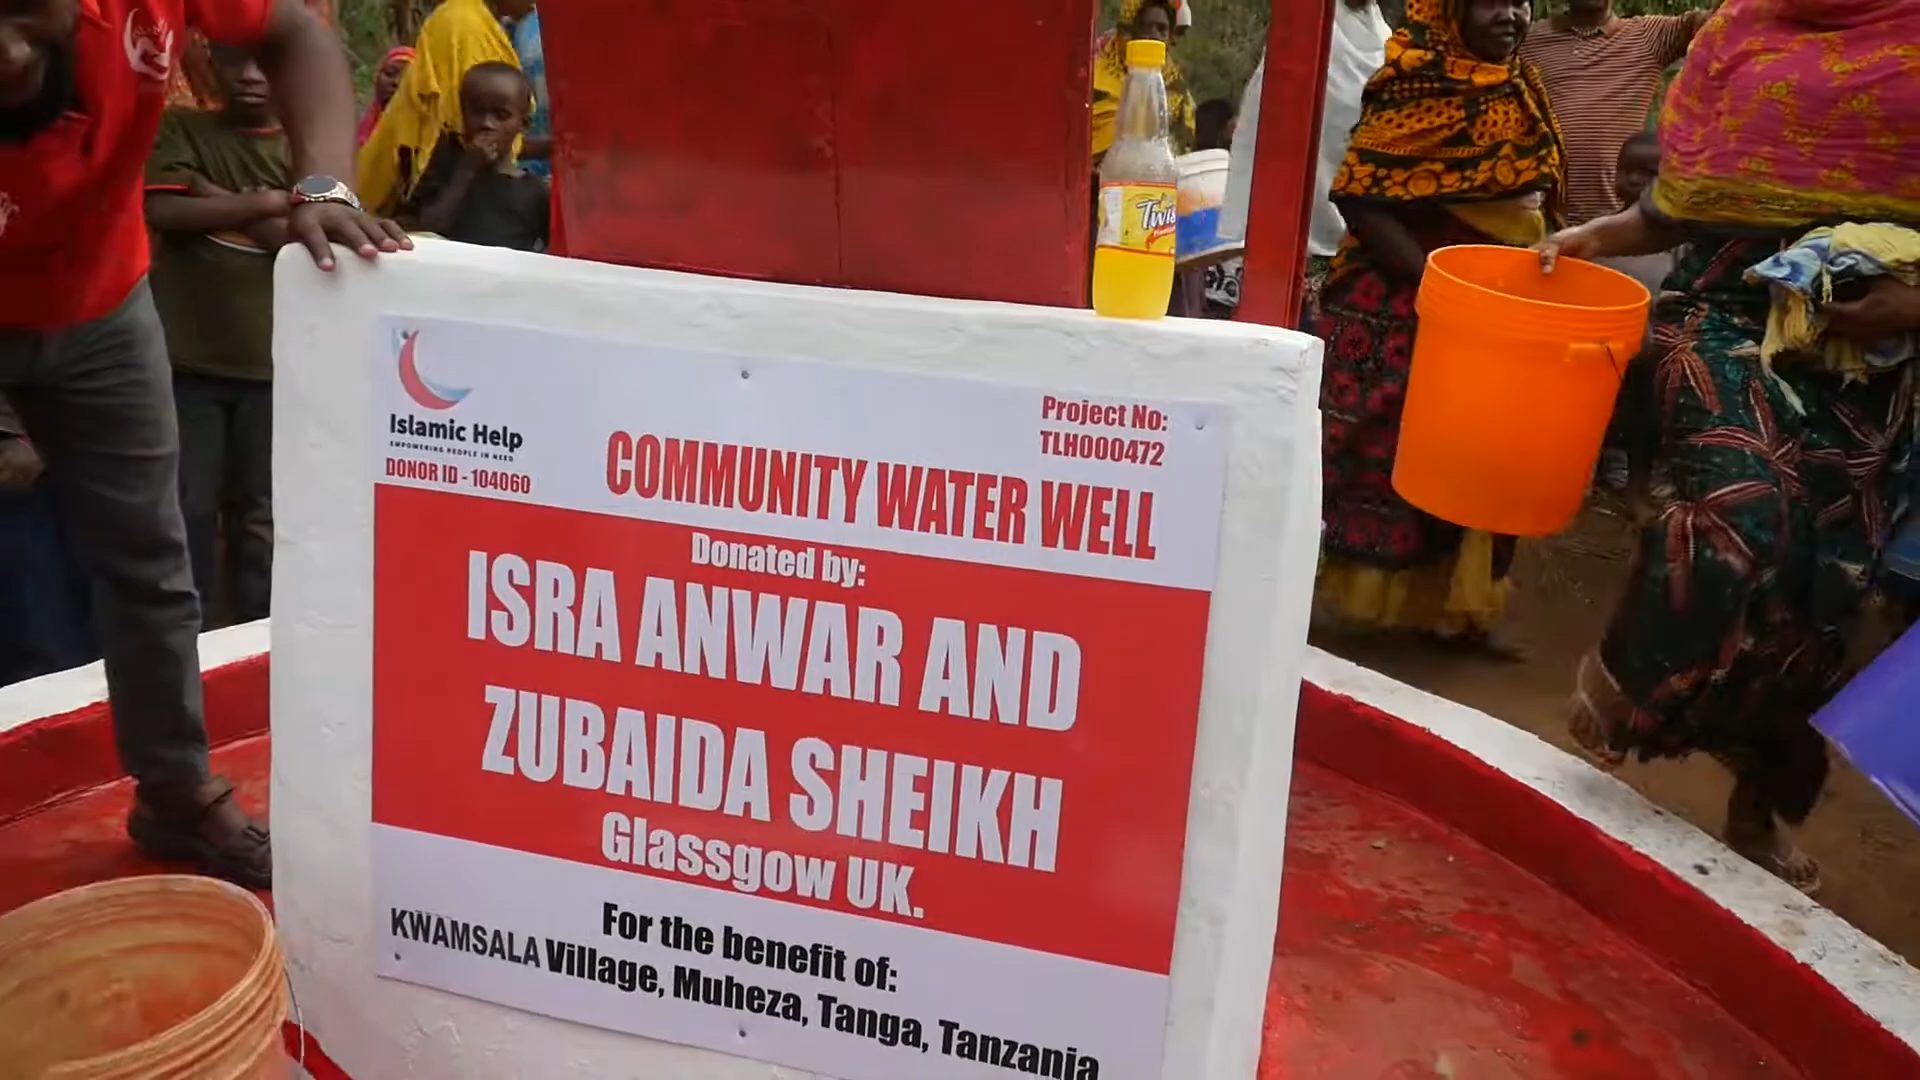 Islamic Help
EMPOWERING PEOPLE IN NEED
DONOR ID - 104060
Project No:
TLH000472
COMMUNITY WATER WELL
Donated by:
ISRA ANWAR AND
ZUBAIDA SHEIKH
Glassgow UK.
For the benefit of:
KWAMSALA Village, Muheza, Tanga, Tanzania